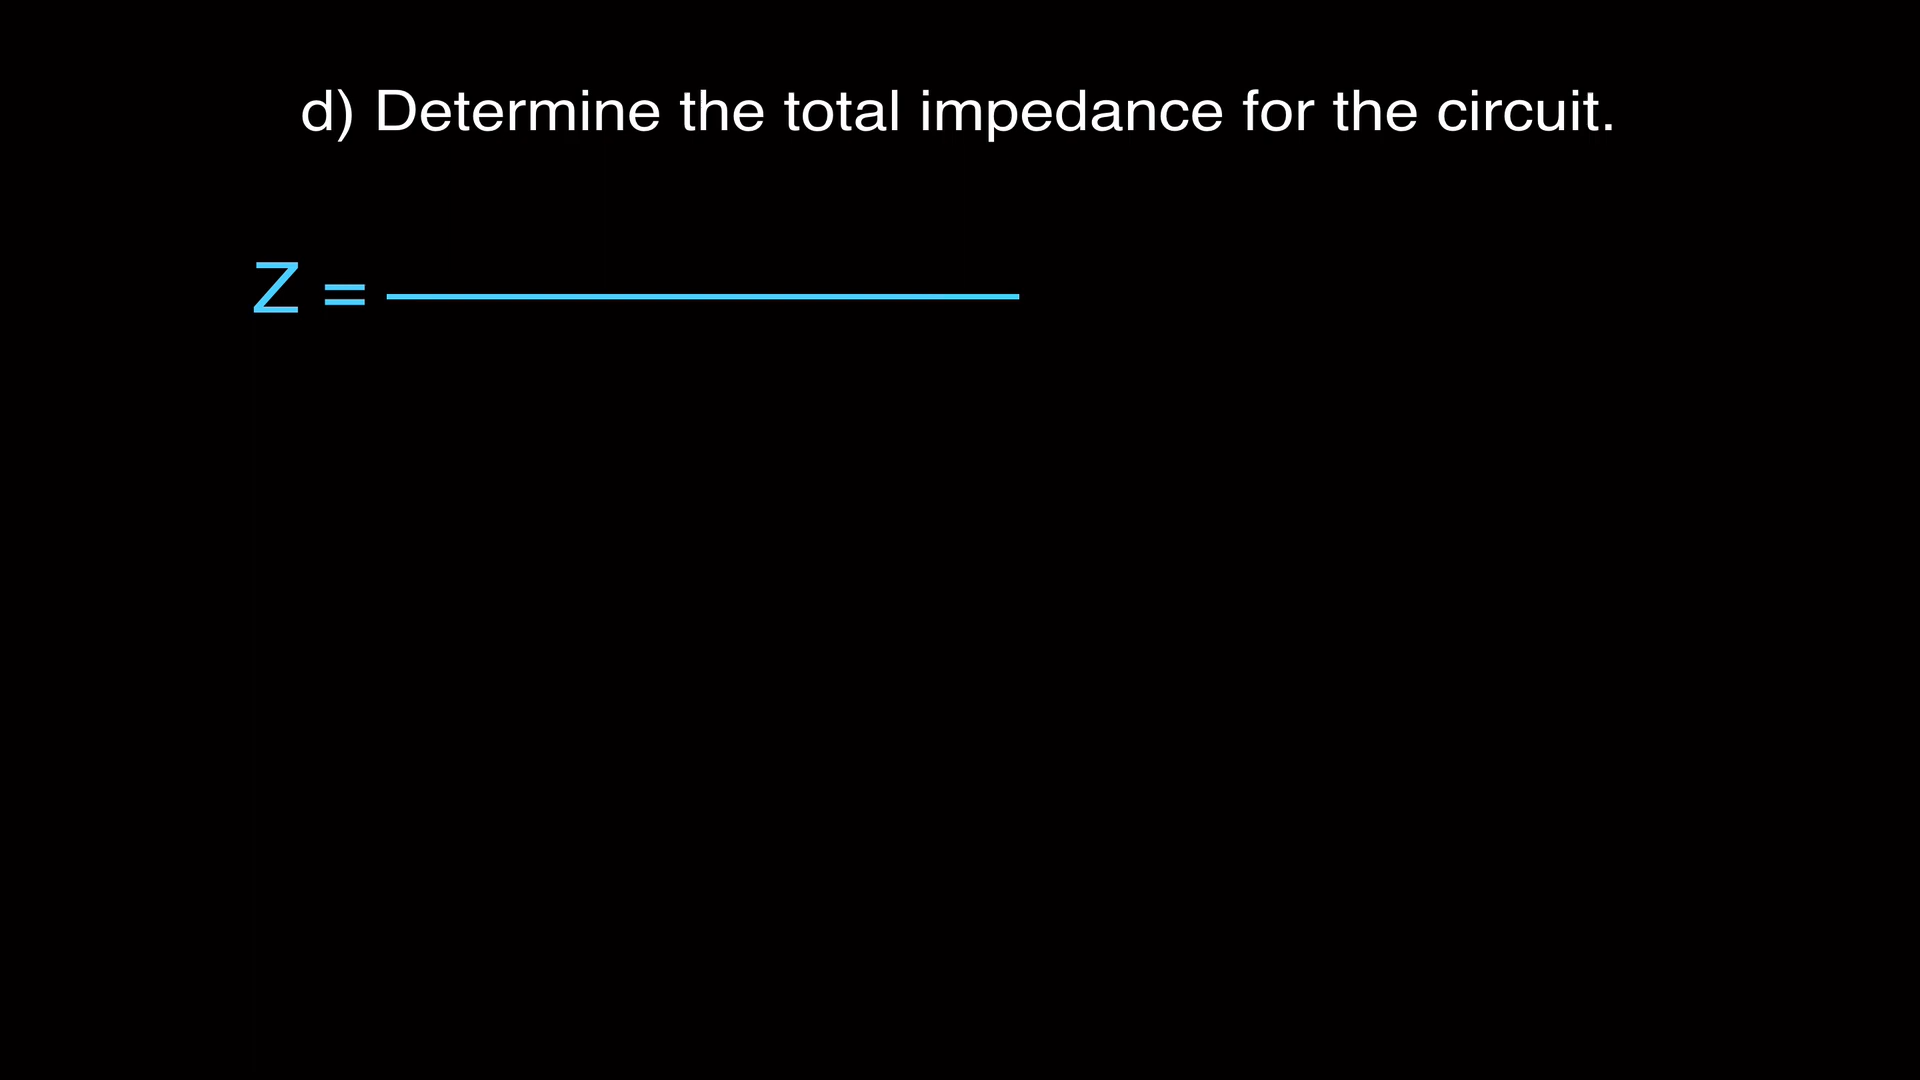 d) Determine the total impedance for the circuit.
Z =